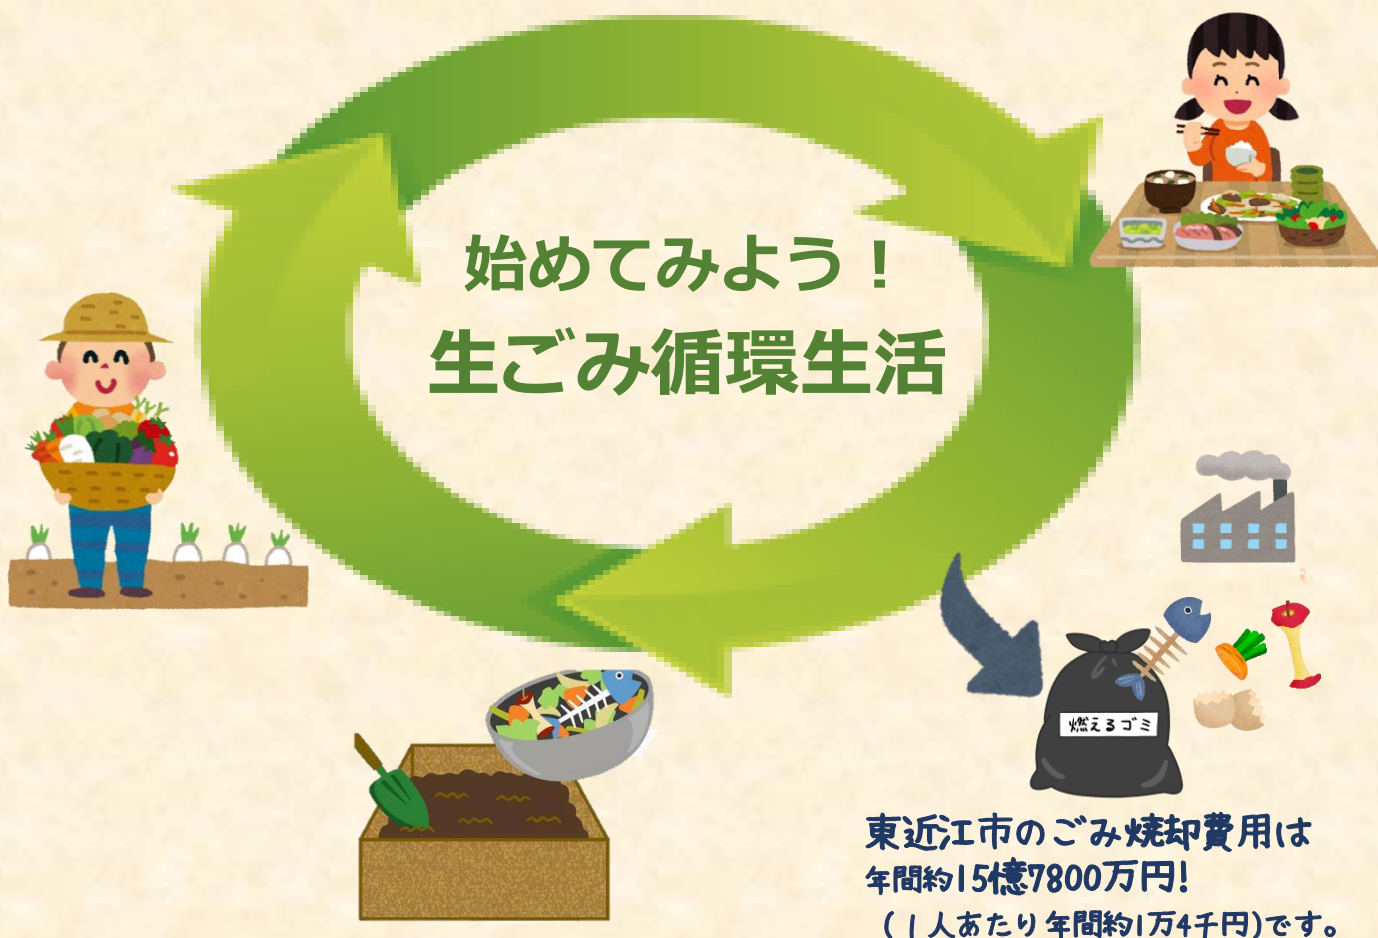 始めてみよう！
生ごみ循環生活
燃えるゴミ
東近江市のごみ焼却費用は
年間約15億7800万円!
(１人あたり年間約1万4千円)です。